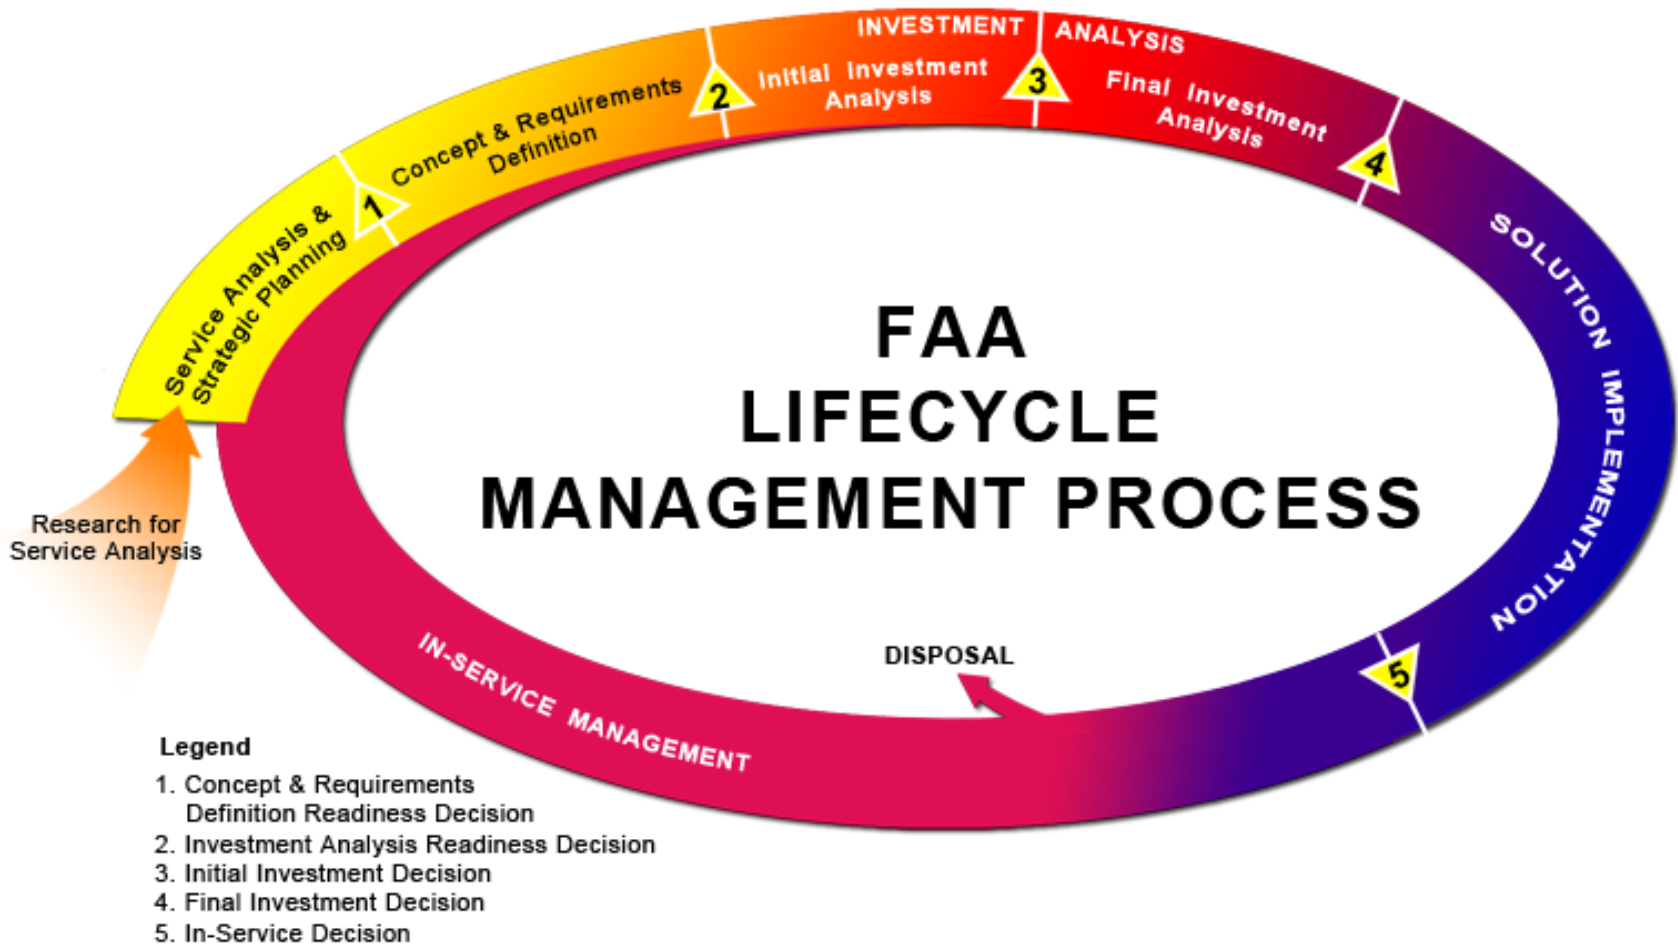 INVESTMENT ANALYSIS
Initial Investment
Analysis
Final Investment
Analysis
Concept & Requirements
Definition
Service Analysis &
Strategic Planning
1
2
3
4
5
SOLUTION IMPLEMENTATION
FAA
LIFECYCLE
MANAGEMENT PROCESS
Research for
Service Analysis
DISPOSAL
IN-SERVICE MANAGEMENT
Legend
1. Concept & Requirements
Definition Readiness Decision
2. Investment Analysis Readiness Decision
3. Initial Investment Decision
4. Final Investment Decision
5. In-Service Decision